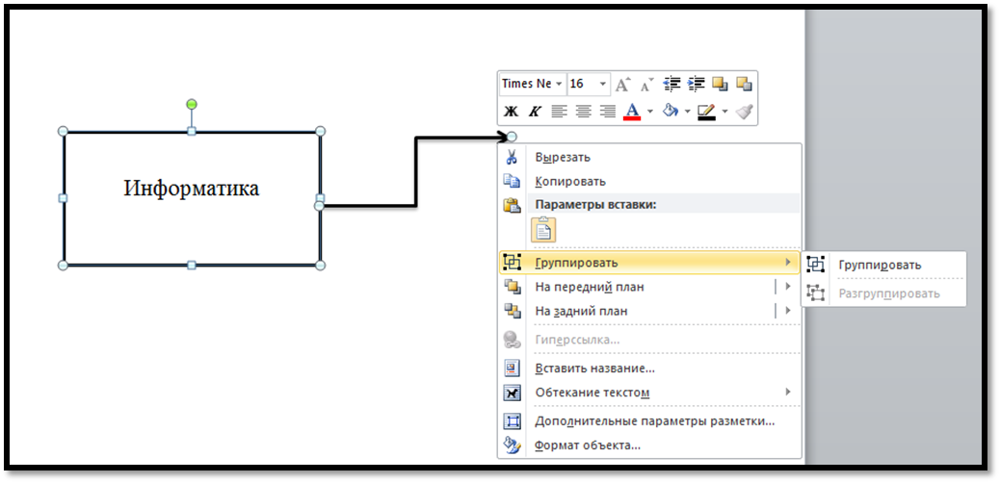 Times Ne 16
Ж К А
Информатика
Вырезать
Копировать
Параметры вставки:
Группировать
Группировать
На передний план
Разгруппировать
На задний план
Гиперссылка...
Вставить название...
Обтекание текстом
Дополнительные параметры разметки...
Формат объекта...